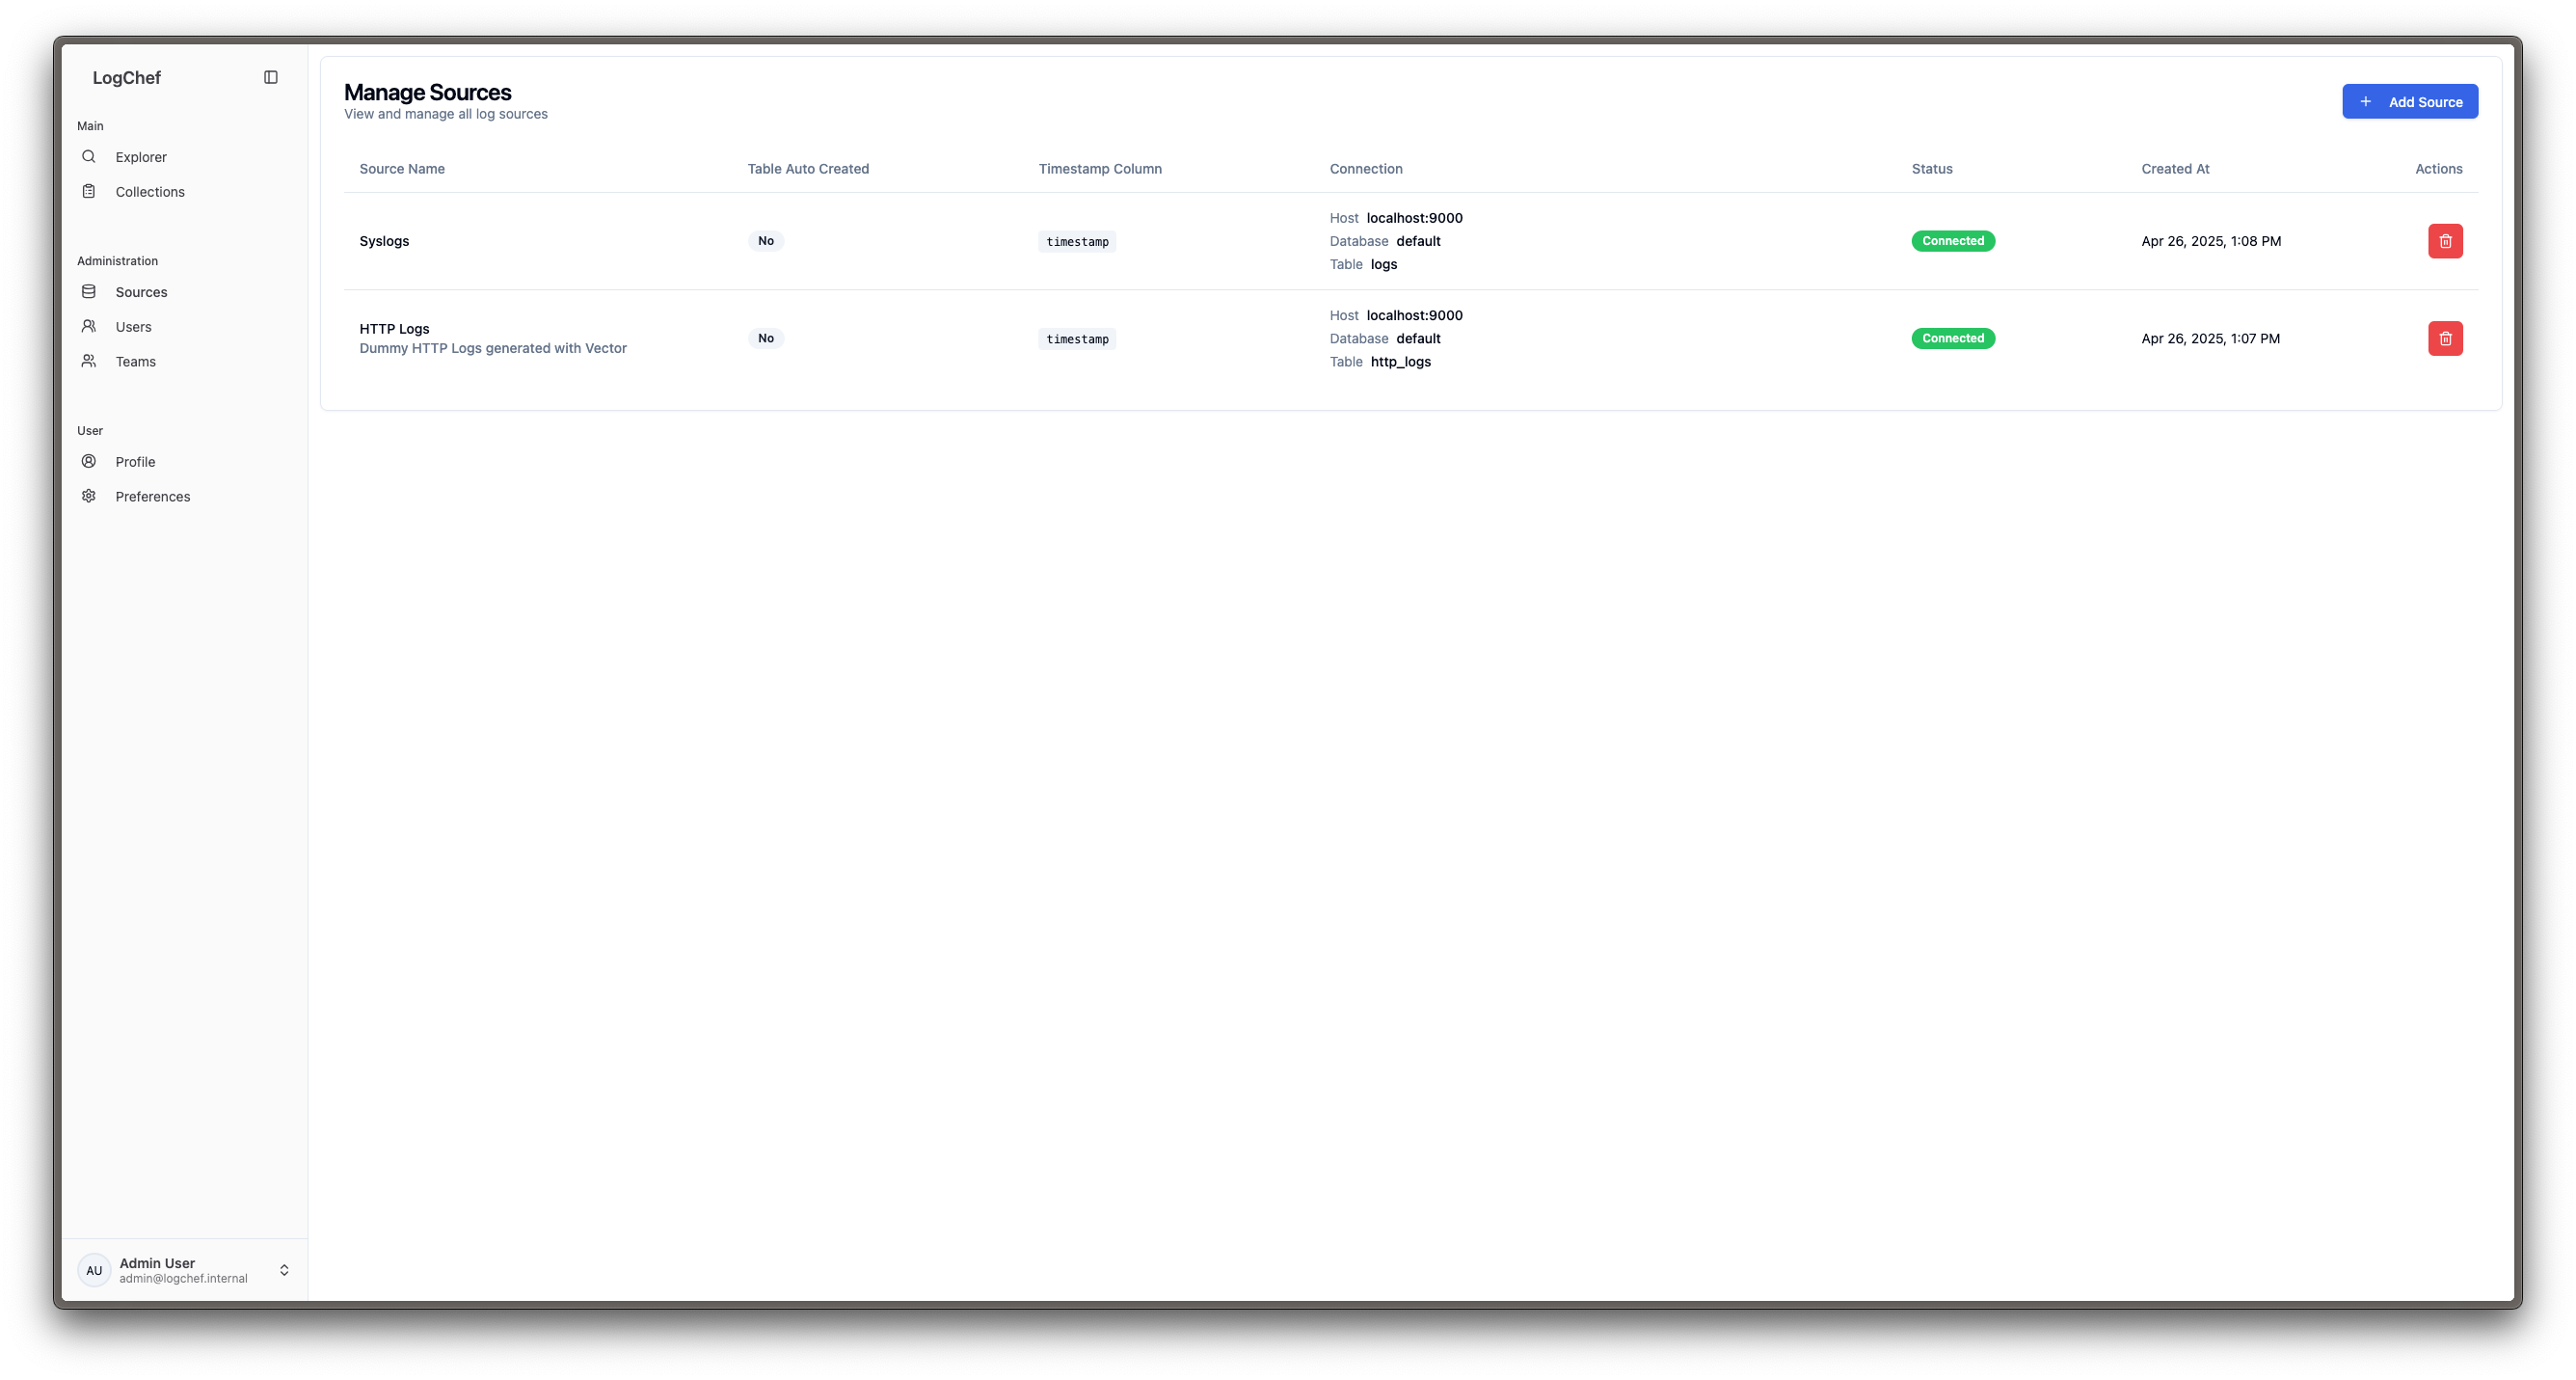 LogChef
Main
Explorer
Collections
Administration
Sources
Users
Teams
User
Profile
Preferences
AU
Admin User
admin@logchef.internal
Manage Sources
View and manage all log sources
Add Source
Source Name Table Auto Created Timestamp Column Connection Status Created At Actions
Host localhost:9000
Syslogs No timestamp Database default Connected Apr 26, 2025, 1:08 PM
Table logs
Host localhost:9000
HTTP Logs
Dummy HTTP Logs generated with Vector No timestamp Database default Connected Apr 26, 2025, 1:07 PM
Table http_logs